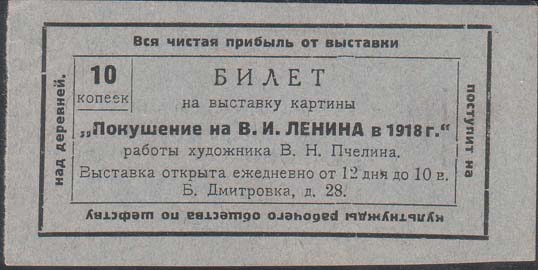 Вся чистая прибыль от выставки
поступит на
культнужды рабочего общества по шефству
над деревней.
10
копеек
БИЛЕТ
на выставку картины
„Покушение на В. И. ЛЕНИНА в 1918 г.“
работы художника В. Н. Пчелина.
Выставка открыта ежедневно от 12 дня до 10 в.
Б. Дмитровка, д. 28.